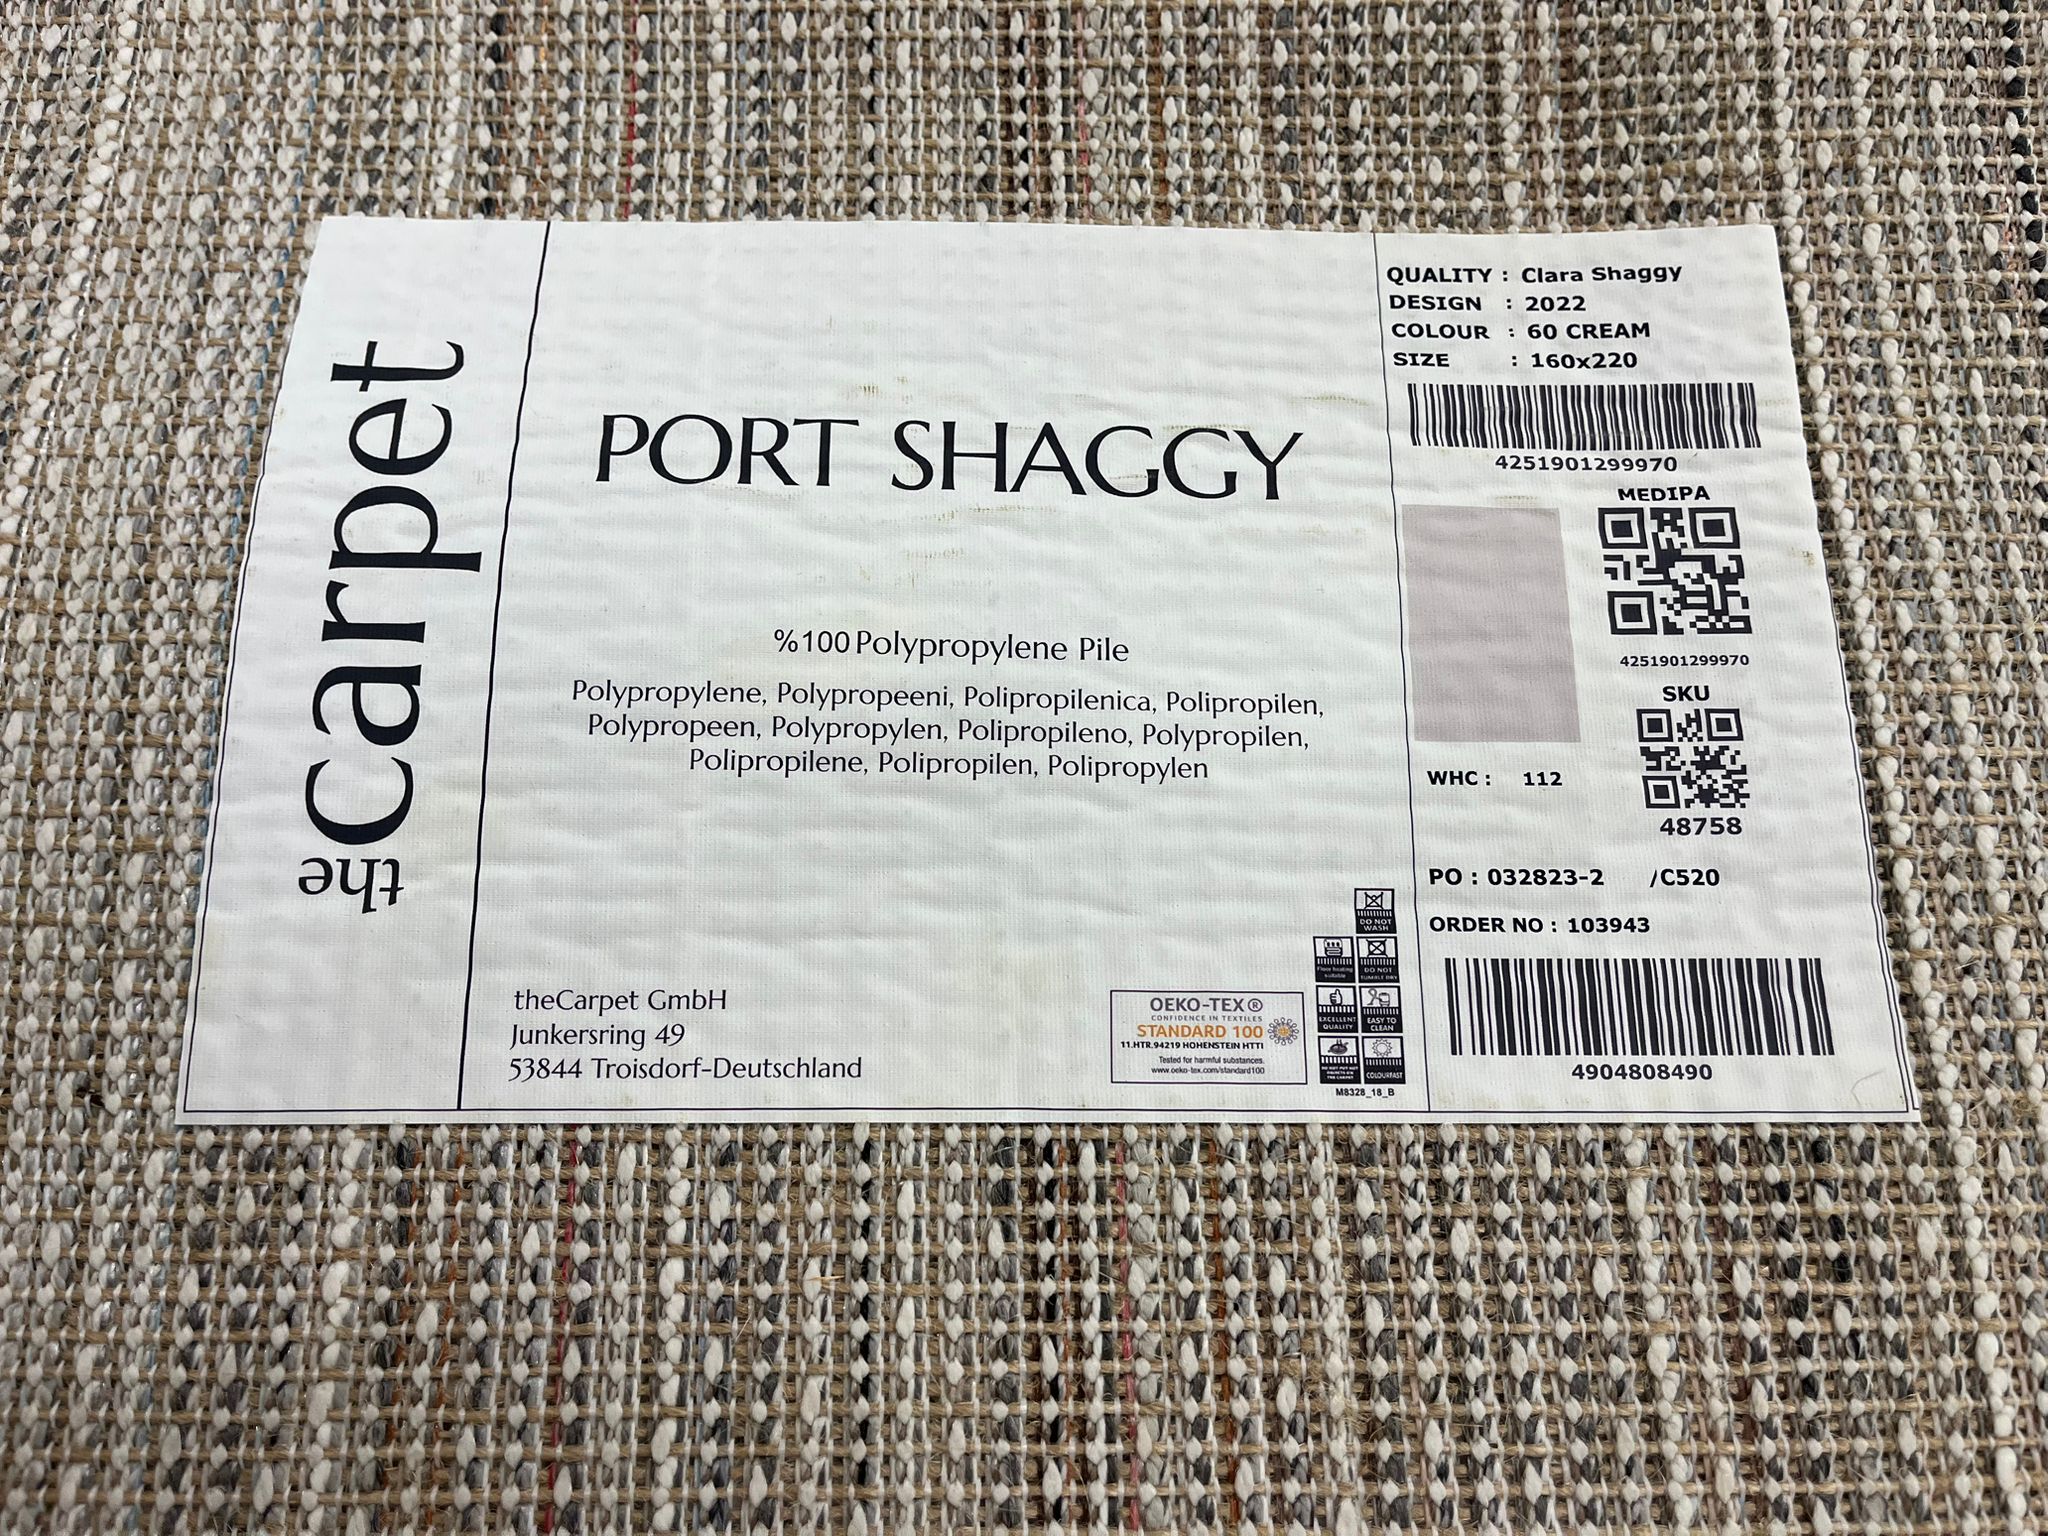 the carpet
PORT SHAGGY
%100 Polypropylene Pile
Polypropylene, Polypropeeni, Polipropilenica, Polipropilen,
Polypropeen, Polypropylen, Polipropileno, Polypropilen,
Polipropilene, Polipropilen, Polipropylen
theCarpet GmbH
Junkersring 49
53844 Troisdorf-Deutschland
OEKO-TEX®
CONFIDENCE IN TEXTILES
STANDARD 100
11.HTR.94219 HOHENSTEIN HTTI
Tested for harmful substances.
www.oeko-tex.com/standard100
DO NOT
WASH
Floor heating
suitable
DO NOT
TUMBLE DRY
EXCELLENT
QUALITY
EASY TO
CLEAN
COLOURFAST
M8328_18_B
QUALITY : Clara Shaggy
DESIGN : 2022
COLOUR : 60 CREAM
SIZE : 160x220
4251901299970
MEDIPA
4251901299970
SKU
WHC : 112
48758
PO : 032823-2 /C520
ORDER NO : 103943
4904808490